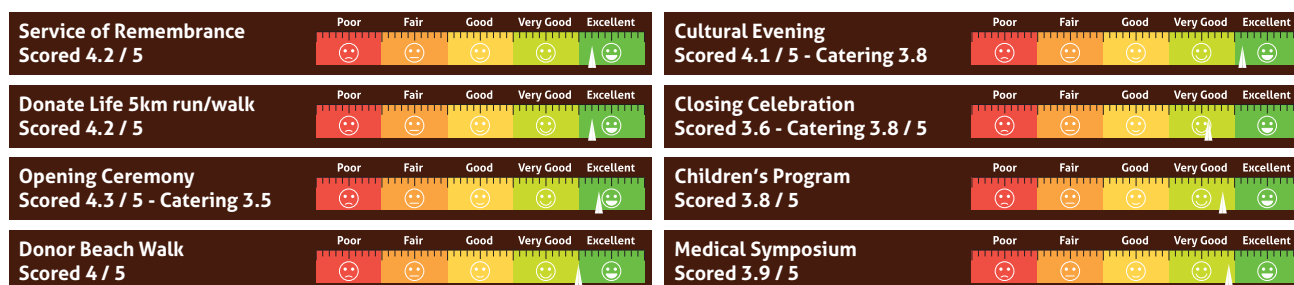 Service of Remembrance
Scored 4.2 / 5
Poor Fair Good Very Good Excellent
Cultural Evening
Scored 4.1 / 5 - Catering 3.8
Poor Fair Good Very Good Excellent
Donate Life 5km run/walk
Scored 4.2 / 5
Poor Fair Good Very Good Excellent
Closing Celebration
Scored 3.6 - Catering 3.8 / 5
Poor Fair Good Very Good Excellent
Opening Ceremony
Scored 4.3 / 5 - Catering 3.5
Poor Fair Good Very Good Excellent
Children’s Program
Scored 3.8 / 5
Poor Fair Good Very Good Excellent
Donor Beach Walk
Scored 4 / 5
Poor Fair Good Very Good Excellent
Medical Symposium
Scored 3.9 / 5
Poor Fair Good Very Good Excellent